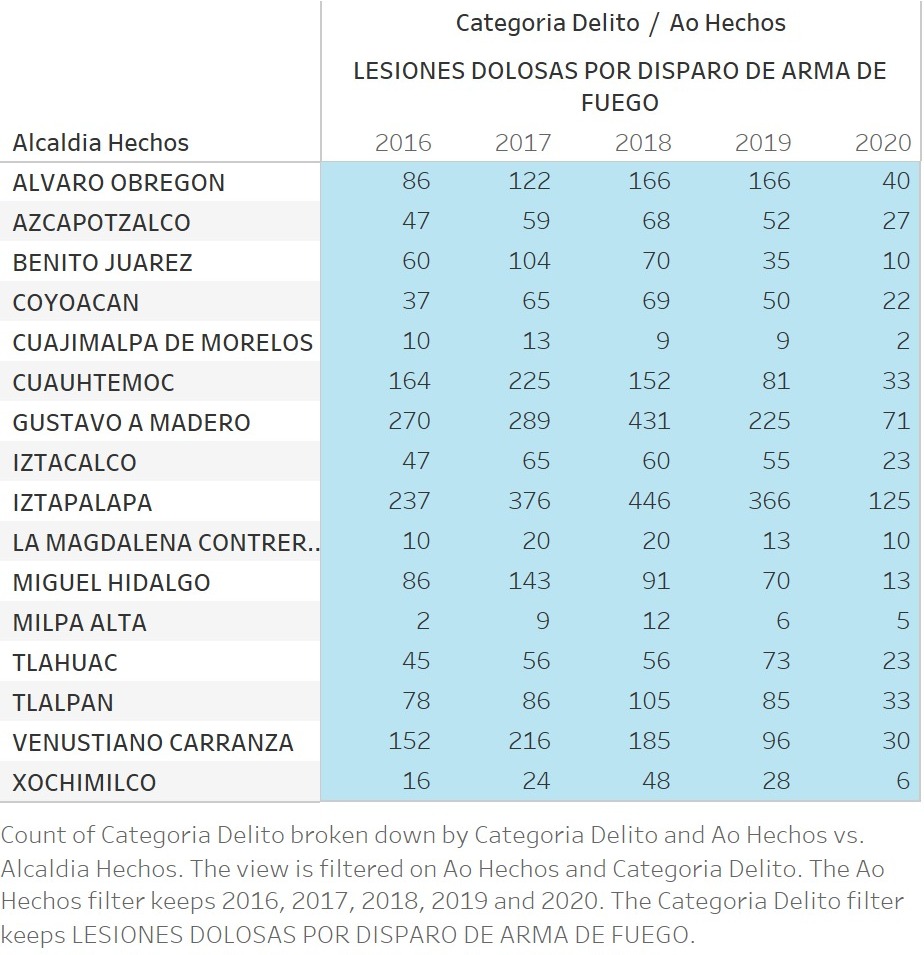 Categoria Delito / Ao Hechos
LESIONES DOLOSAS POR DISPARO DE ARMA DE
FUEGO
Alcaldia Hechos 2016 2017 2018 2019 2020
ALVARO OBREGON 86 122 166 166 40
AZCAPOTZALCO 47 59 68 52 27
BENITO JUAREZ 60 104 70 35 10
COYOACAN 37 65 69 50 22
CUAJIMALPA DE MORELOS 10 13 9 9 2
CUAUHTEMOC 164 225 152 81 33
GUSTAVO A MADERO 270 289 431 225 71
IZTACALCO 47 65 60 55 23
IZTAPALAPA 237 376 446 366 125
LA MAGDALENA CONTRER.. 10 20 20 13 10
MIGUEL HIDALGO 86 143 91 70 13
MILPA ALTA 2 9 12 6 5
TLAHUAC 45 56 56 73 23
TLALPAN 78 86 105 85 33
VENUSTIANO CARRANZA 152 216 185 96 30
XOCHIMILCO 16 24 48 28 6
Count of Categoria Delito broken down by Categoria Delito and Ao Hechos vs.
Alcaldia Hechos. The view is filtered on Ao Hechos and Categoria Delito. The Ao
Hechos filter keeps 2016, 2017, 2018, 2019 and 2020. The Categoria Delito filter
keeps LESIONES DOLOSAS POR DISPARO DE ARMA DE FUEGO.